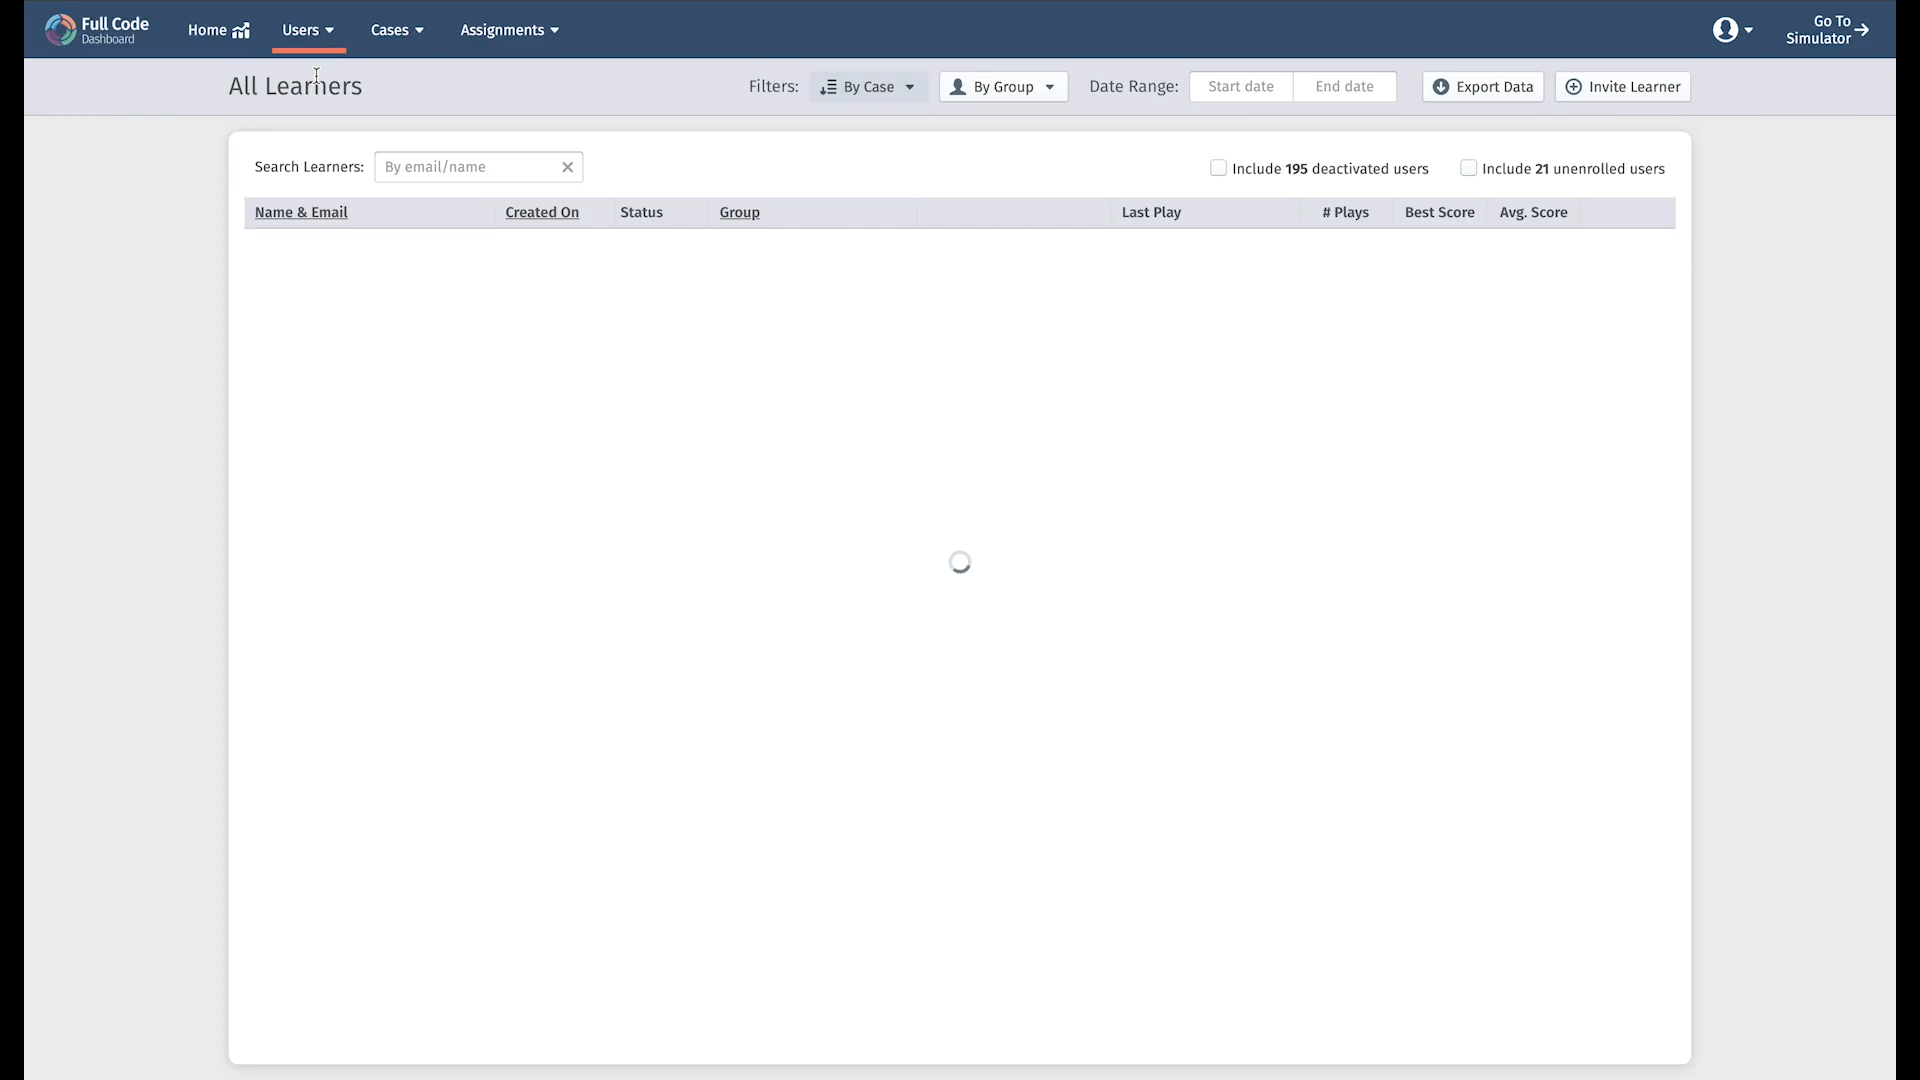 Full Code
Dashboard
Home
Users
Cases
Assignments
Go To
Simulator
All Learners
Filters:
By Case
By Group
Date Range:
Start date
End date
Export Data
Invite Learner
Search Learners:
By email/name
Include 195 deactivated users
Include 21 unenrolled users
Name & Email
Created On
Status
Group
Last Play
# Plays
Best Score
Avg. Score